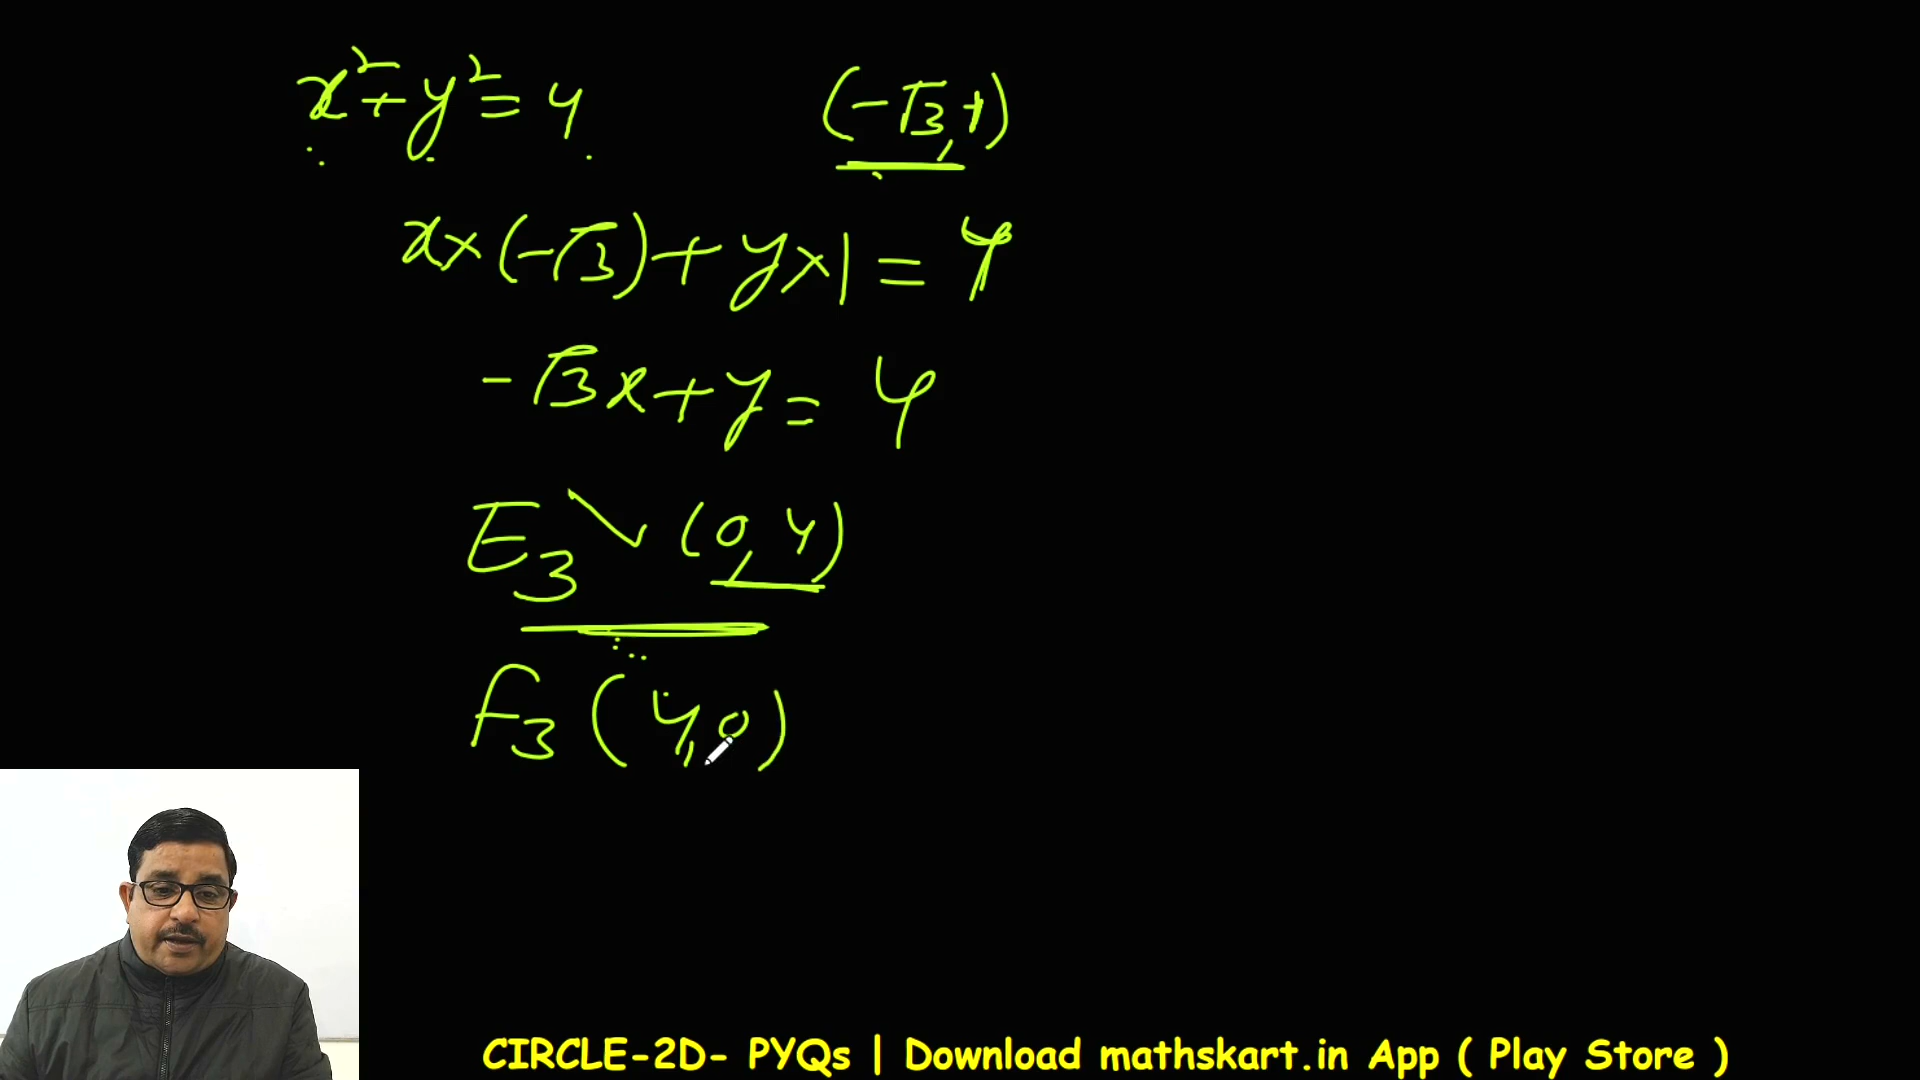 x²+y²=4 (-√3,1)
x×(-√3)+y×1=4
-√3x+y=4
E₃ (0,4)
F₃(4,0)
CIRCLE-2D- PYQs | Download mathskart.in App ( Play Store )